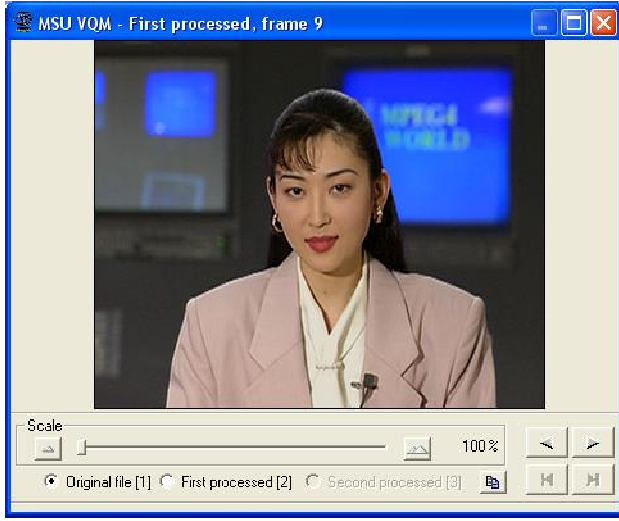 MSU VQM - First processed, frame 9
MPEG4
WORLD
Scale
100%
Original file [1] First processed [2] Second processed [3]